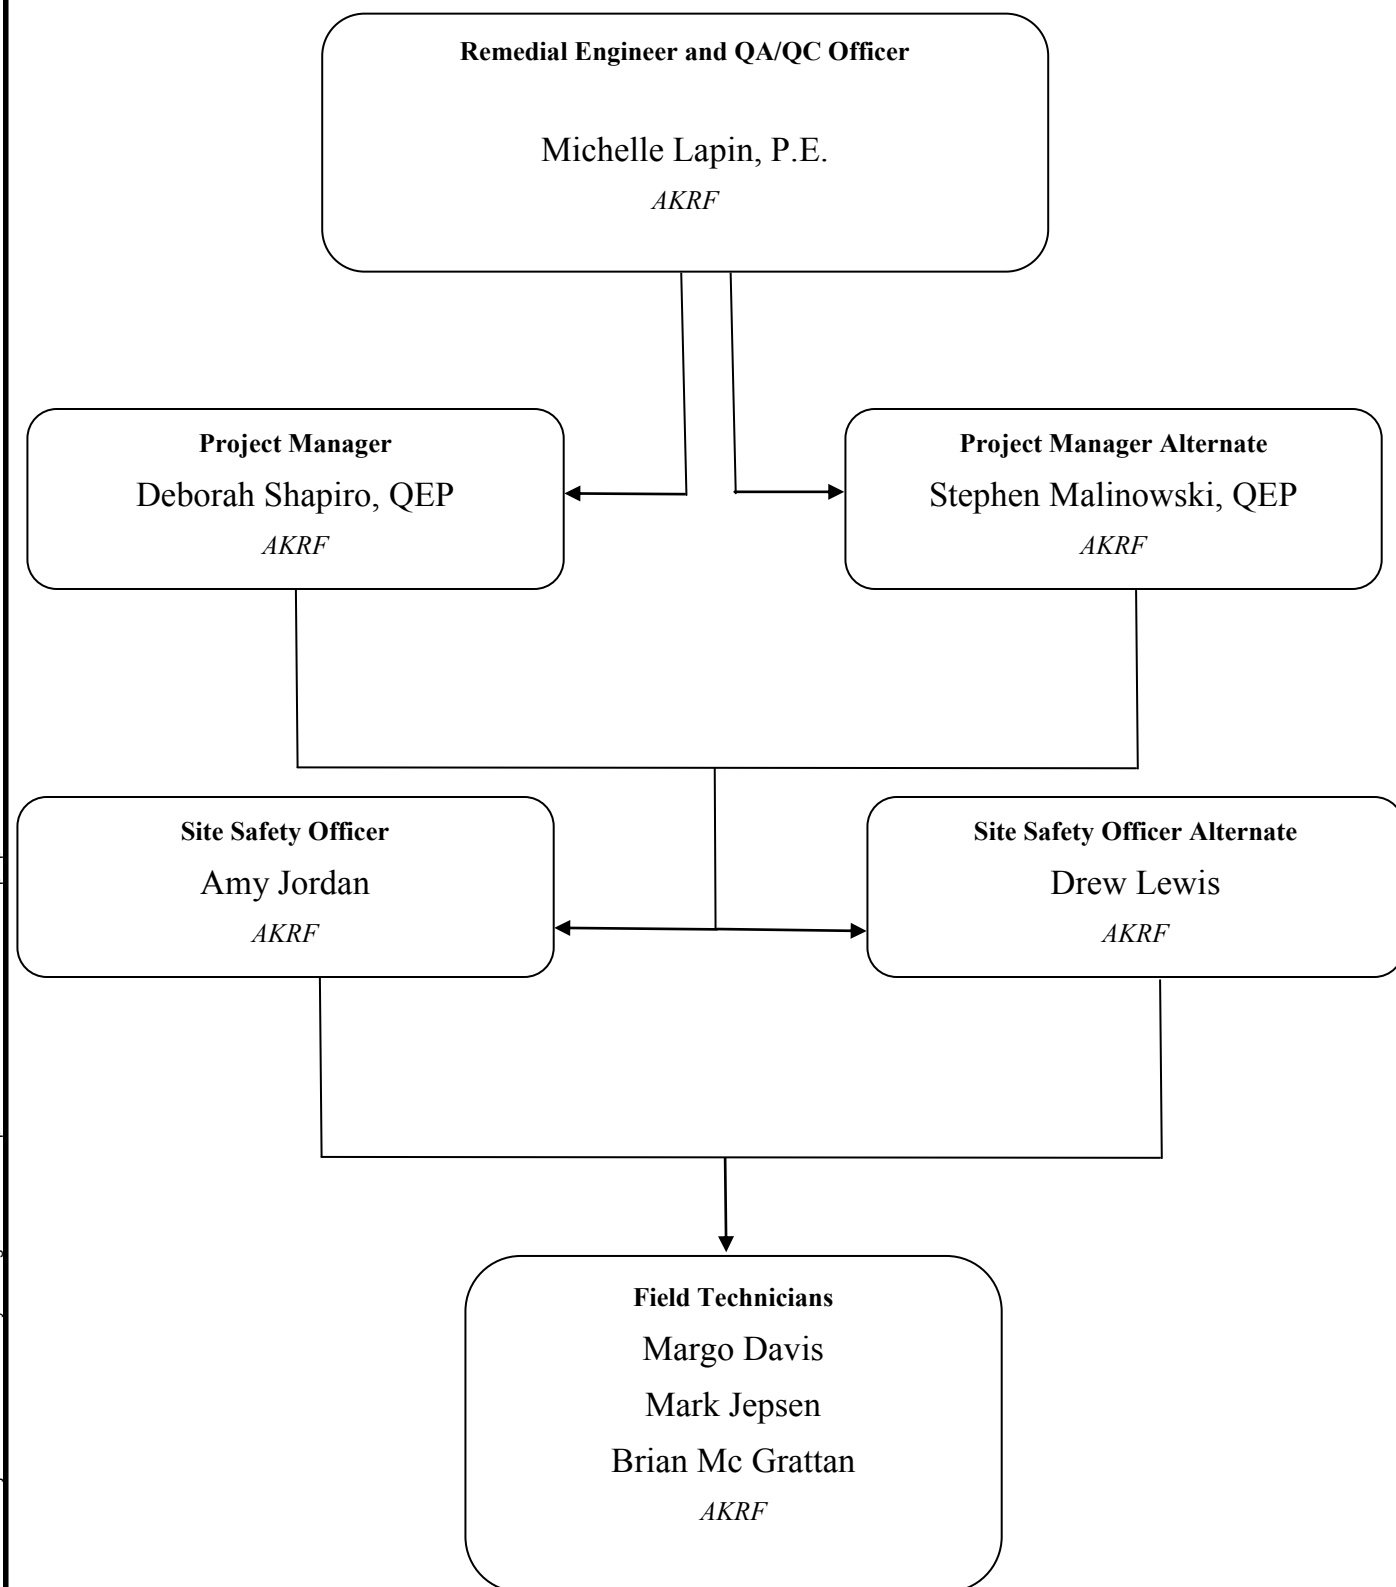 Remedial Engineer and QA/QC Officer
Michelle Lapin, P.E.
AKRF
Project Manager
Deborah Shapiro, QEP
AKRF
Project Manager Alternate
Stephen Malinowski, QEP
AKRF
Site Safety Officer
Amy Jordan
AKRF
Site Safety Officer Alternate
Drew Lewis
AKRF
Field Technicians
Margo Davis
Mark Jepsen
Brian Mc Grattan
AKRF